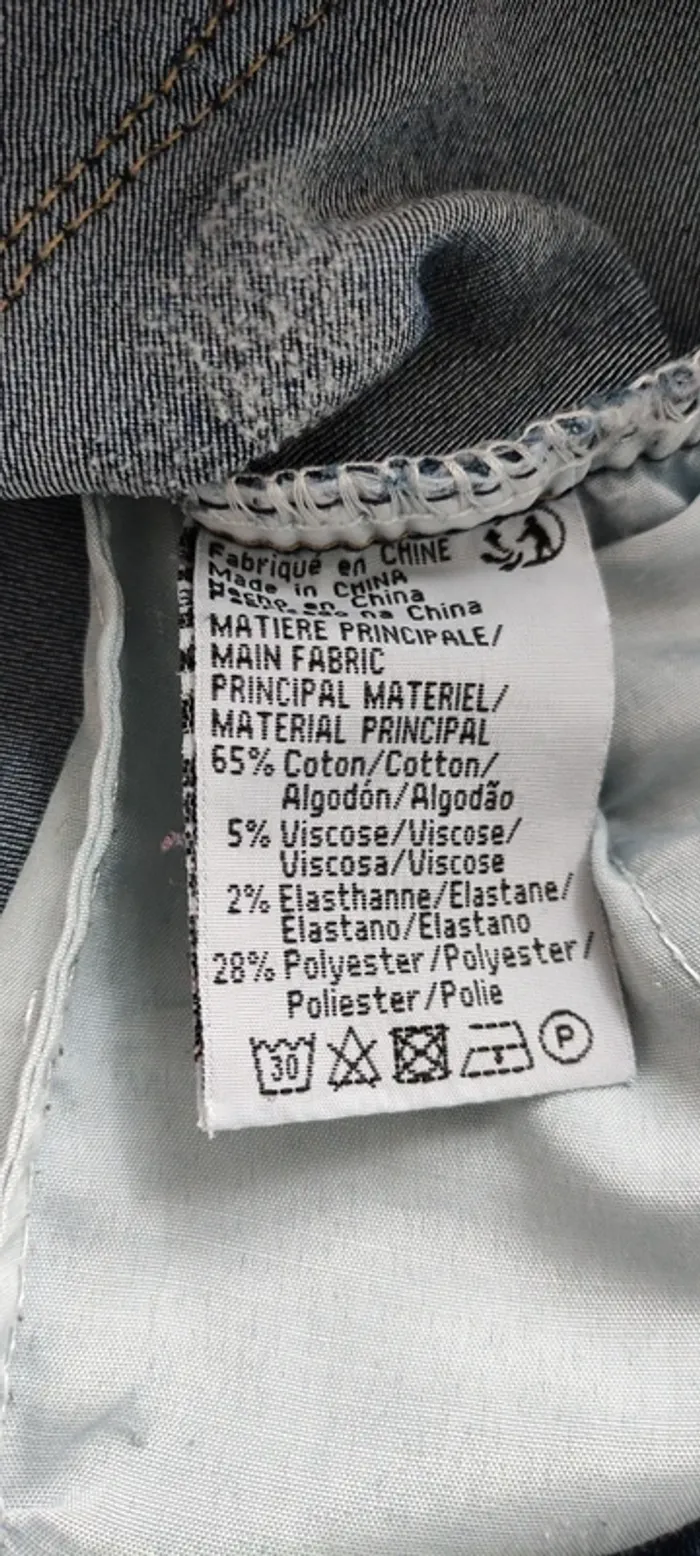 Fabriqué en CHINE
Made in CHINA
en China
na China
MATIERE PRINCIPALE/
MAIN FABRIC
PRINCIPAL MATERIEL/
MATERIAL PRINCIPAL
65% Coton/Cotton/
Algodón/Algodão
5% Viscose/Viscose/
Viscosa/Viscose
2% Elasthanne/Elastane/
Elastano/Elastano
28% Polyester/Polyester/
Poliester/Polie
30 P